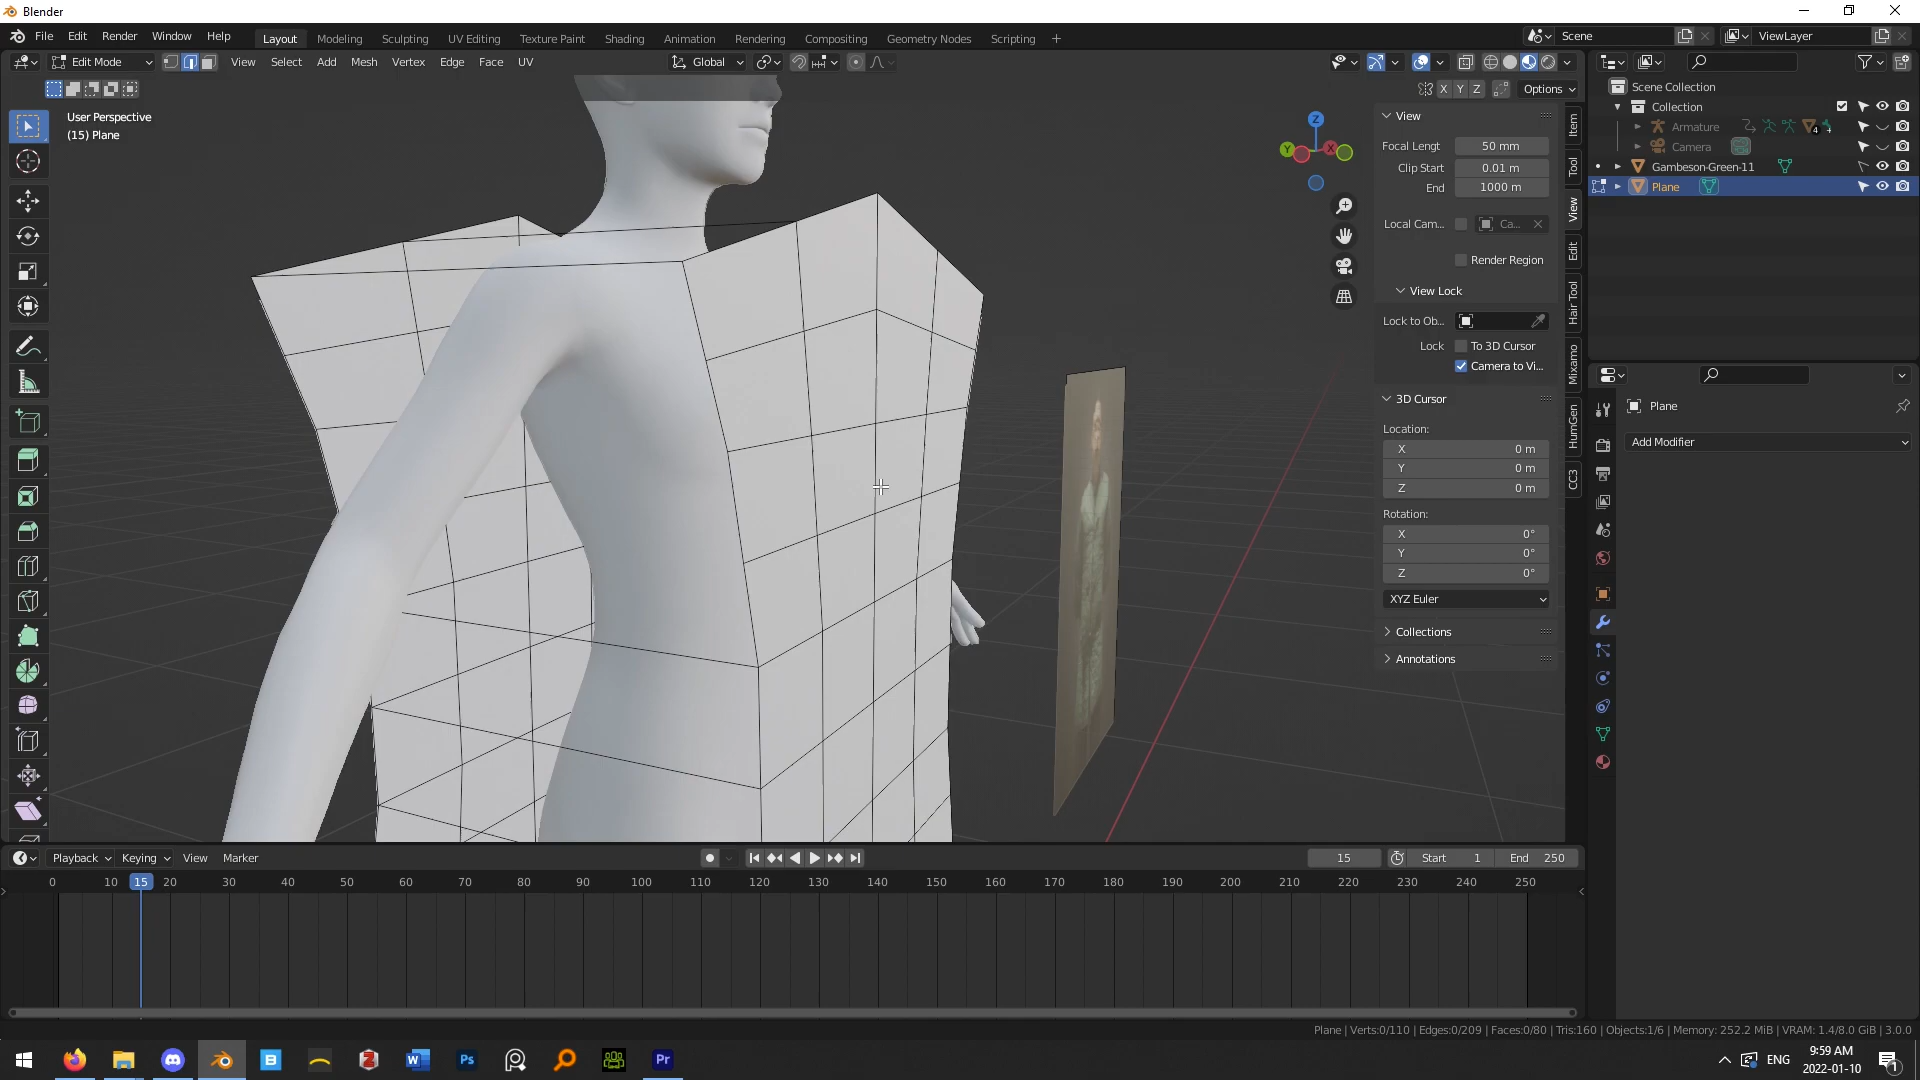 Blender
File Edit Render Window Help
Layout Modeling Sculpting UV Editing Texture Paint Shading Animation Rendering Compositing Geometry Nodes Scripting +
Scene
ViewLayer
Edit Mode
View Select Add Mesh Vertex Edge Face UV
Global
X Y Z
Options
User Perspective
(15) Plane
Z
Y
X
View
Focal Lengt 50 mm
Clip Start 0.01 m
End 1000 m
Local Cam... Ca...
Render Region
View Lock
Lock to Ob...
Lock To 3D Cursor
Camera to Vi...
3D Cursor
Location:
X 0 m
Y 0 m
Z 0 m
Rotation:
X 0°
Y 0°
Z 0°
XYZ Euler
Collections
Annotations
Item
Tool
View
Edit
Hair Tool
Mixamo
HumGen
CC3
Scene Collection
Collection
Armature 4
Camera
Gambeson-Green-11
Plane
Plane
Add Modifier
Playback Keying View Marker
15 Start 1 End 250
0 10 15 20 30 40 50 60 70 80 90 100 110 120 130 140 150 160 170 180 190 200 210 220 230 240 250
Plane | Verts:0/110 | Edges:0/209 | Faces:0/80 | Tris:160 | Objects:1/6 | Memory: 252.2 MiB | VRAM: 1.4/8.0 GiB | 3.0.0
B
Z
W
Ps
Pr
ENG
9:59 AM
2022-01-10
1